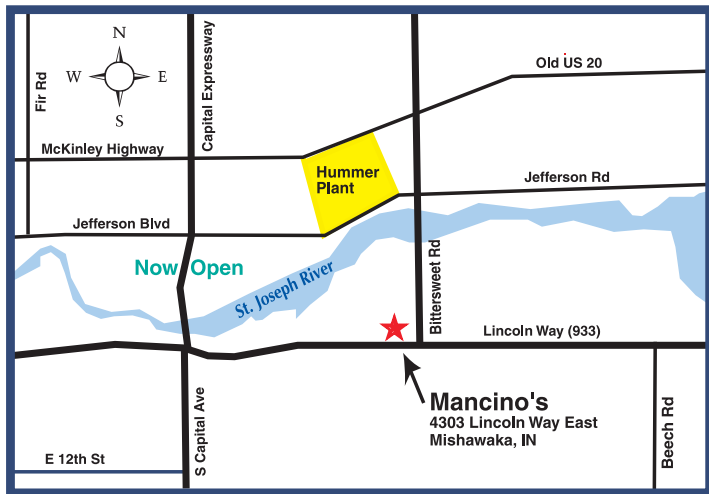 N
W
E
S
Fir Rd
Capital Expressway
Old US 20
McKinley Highway
Hummer
Plant
Jefferson Rd
Jefferson Blvd
Now Open
St. Joseph River
Bittersweet Rd
Lincoln Way (933)
Mancino's
4303 Lincoln Way East
Mishawaka, IN
S Capital Ave
Beech Rd
E 12th St